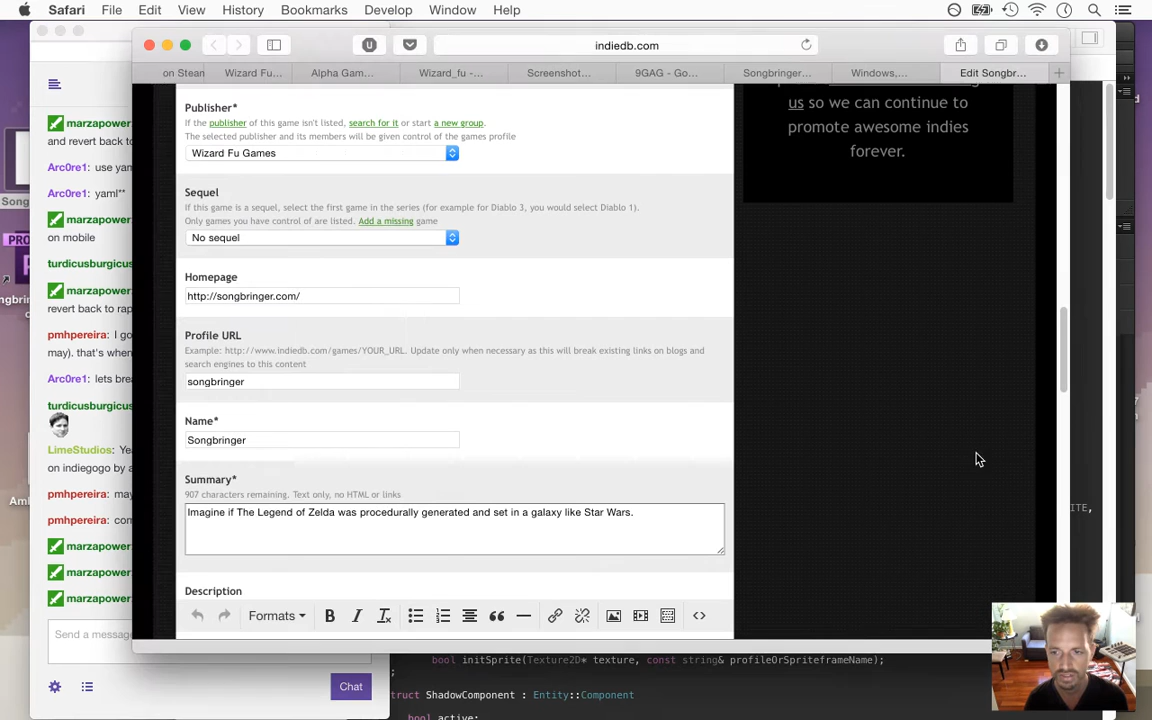 Safari File Edit View History Bookmarks Develop Window Help
indiedb.com
on Stean Wizard Fu... Alpha Gam... Wizard_fu -... Screenshot... 9GAG - Go... Songbringer... Windows,... Edit Songbr...
marzapower
and revert back to rap
Arc0re1: use yam
Arc0re1: yaml**
marzapower:
on mobile
turdicusburgicus
marzapower:
revert back to rap
pmhpereira: I go
may). that's when
Arc0re1: lets brea
turdicusburgicus
LimeStudios: Yea
on indiegogo by a
pmhpereira: may
pmhpereira: com
marzapower:
marzapower:
marzapower:
Send a message
Chat
Publisher*
If the publisher of this game isn't listed, search for it or start a new group.
The selected publisher and its members will be given control of the games profile
Wizard Fu Games
Sequel
If this game is a sequel, select the first game in the series (for example for Diablo 3, you would select Diablo 1).
Only games you have control of are listed. Add a missing game
No sequel
Homepage
http://songbringer.com/
Profile URL
Example: http://www.indiedb.com/games/YOUR_URL. Update only when necessary as this will break existing links on blogs and
search engines to this content
songbringer
Name*
Songbringer
Summary*
907 characters remaining. Text only, no HTML or links
Imagine if The Legend of Zelda was procedurally generated and set in a galaxy like Star Wars.
Description
Formats
us so we can continue to
promote awesome indies
forever.
bool initSprite(Texture2D* texture, const string& profileOrSpriteframeName);
truct ShadowComponent : Entity::Component
bool active;